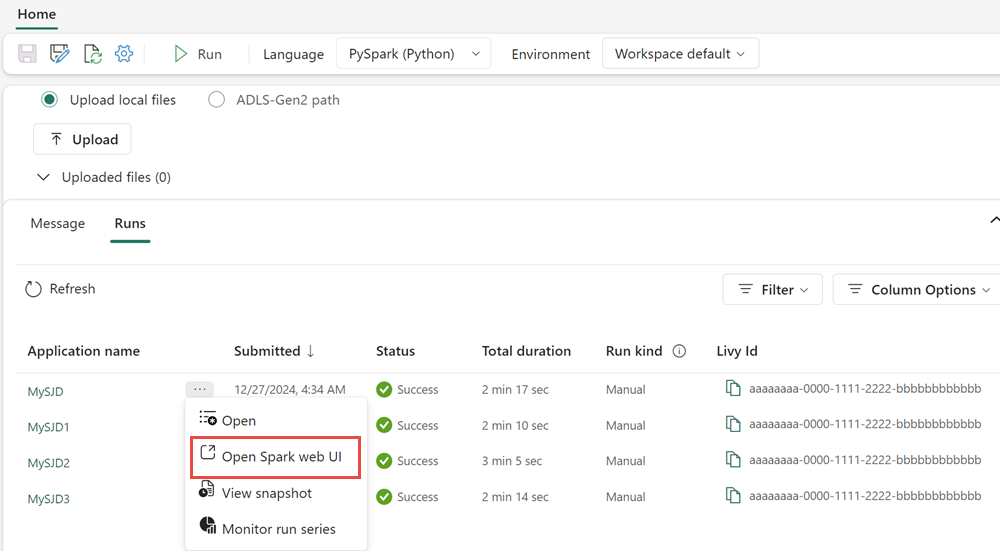 Home
Run Language PySpark (Python) Environment Workspace default
Upload local files ADLS-Gen2 path
Upload
Uploaded files (0)
Message Runs
Refresh Filter Column Options
Application name Submitted ↓ Status Total duration Run kind Livy Id
MySJD ... 12/27/2024, 4:34 AM Success 2 min 17 sec Manual aaaaaaaa-0000-1111-2222-bbbbbbbbbbbb
MySJD1 Success 2 min 10 sec Manual aaaaaaaa-0000-1111-2222-bbbbbbbbbbbb
MySJD2 Success 3 min 5 sec Manual aaaaaaaa-0000-1111-2222-bbbbbbbbbbbb
MySJD3 Success 2 min 14 sec Manual aaaaaaaa-0000-1111-2222-bbbbbbbbbbbb
Open
Open Spark web UI
View snapshot
Monitor run series